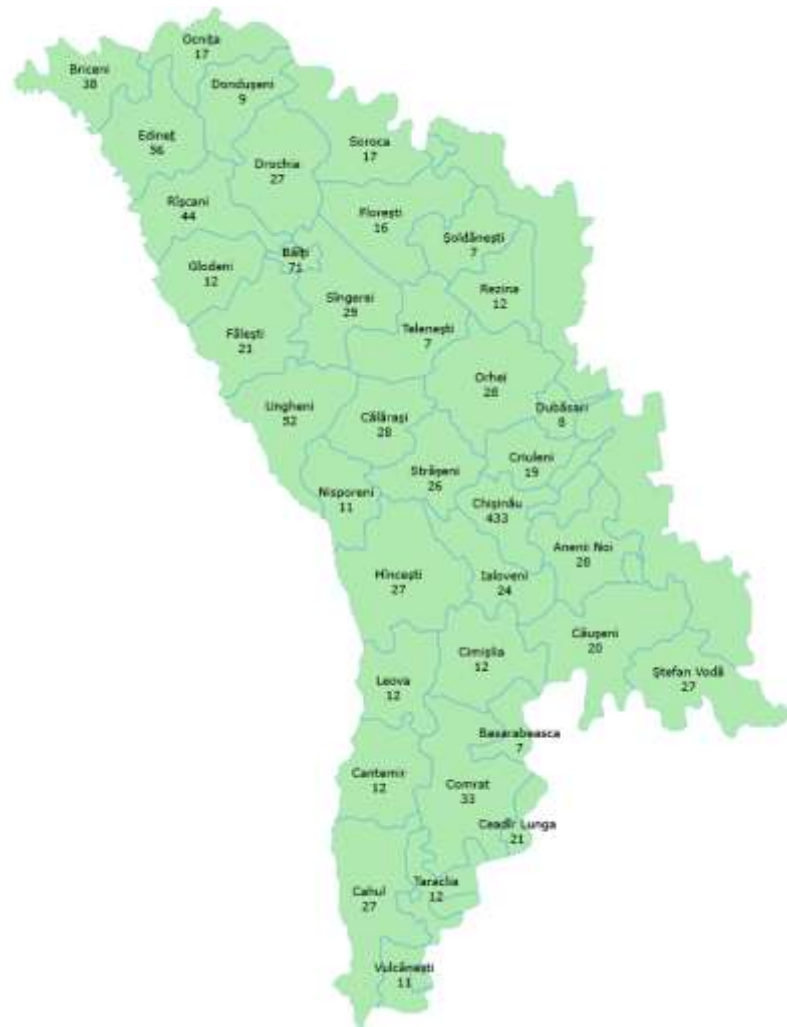 Ocnița
17
Briceni
38
Dondușeni
9
Edineț
56
Soroca
17
Drochia
27
Rîșcani
44
Florești
16
Șoldănești
7
Bălți
71
Glodeni
12
Rezina
12
Sîngerei
29
Telenești
7
Fălești
21
Orhei
28
Ungheni
52
Dubăsari
8
Călărași
28
Criuleni
19
Strășeni
26
Nisporeni
11
Chișinău
433
Anenii Noi
28
Hîncești
27
Ialoveni
24
Căușeni
20
Cimișlia
12
Ștefan Vodă
27
Leova
12
Basarabeasca
7
Cantemir
12
Comrat
33
Ceadîr Lunga
21
Taraclia
12
Cahul
27
Vulcănești
11